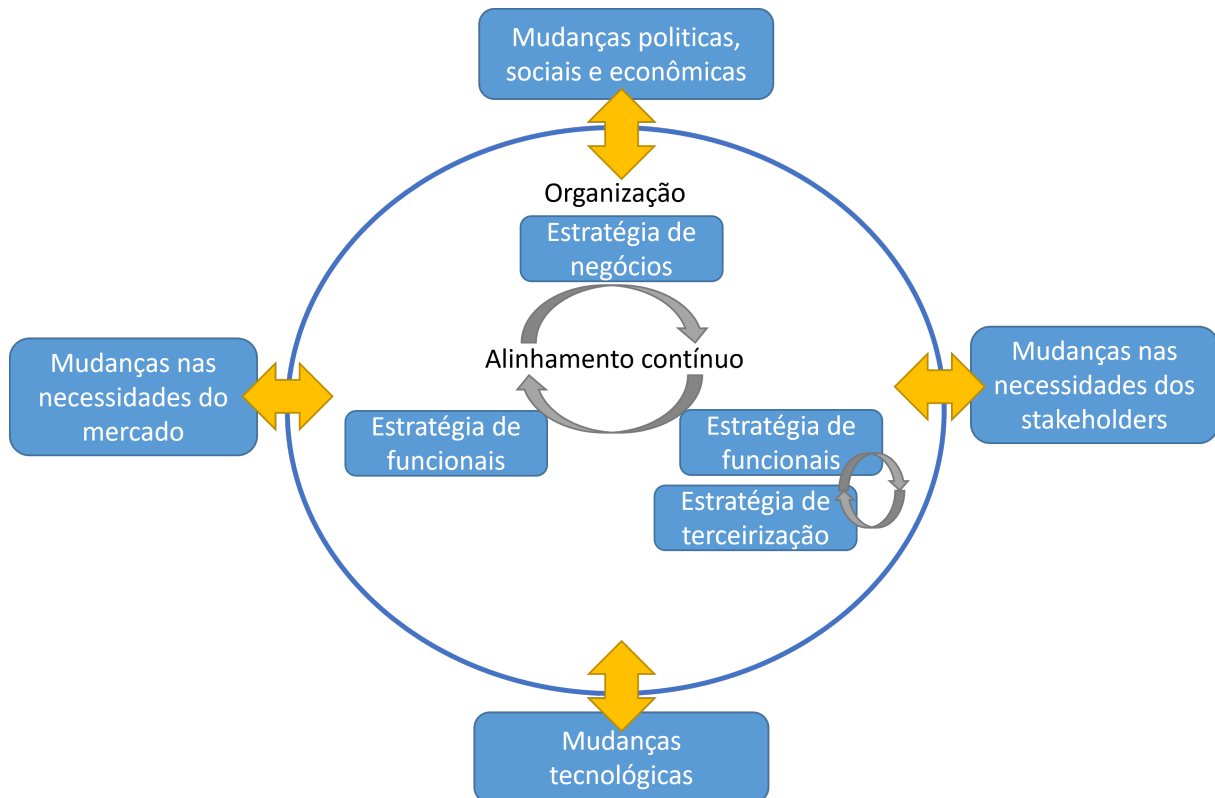 Mudanças politicas,
sociais e econômicas
Organização
Estratégia de
negócios
Alinhamento contínuo
Mudanças nas
necessidades do
mercado
Mudanças nas
necessidades dos
stakeholders
Estratégia de
funcionais
Estratégia de
funcionais
Estratégia de
terceirização
Mudanças
tecnológicas